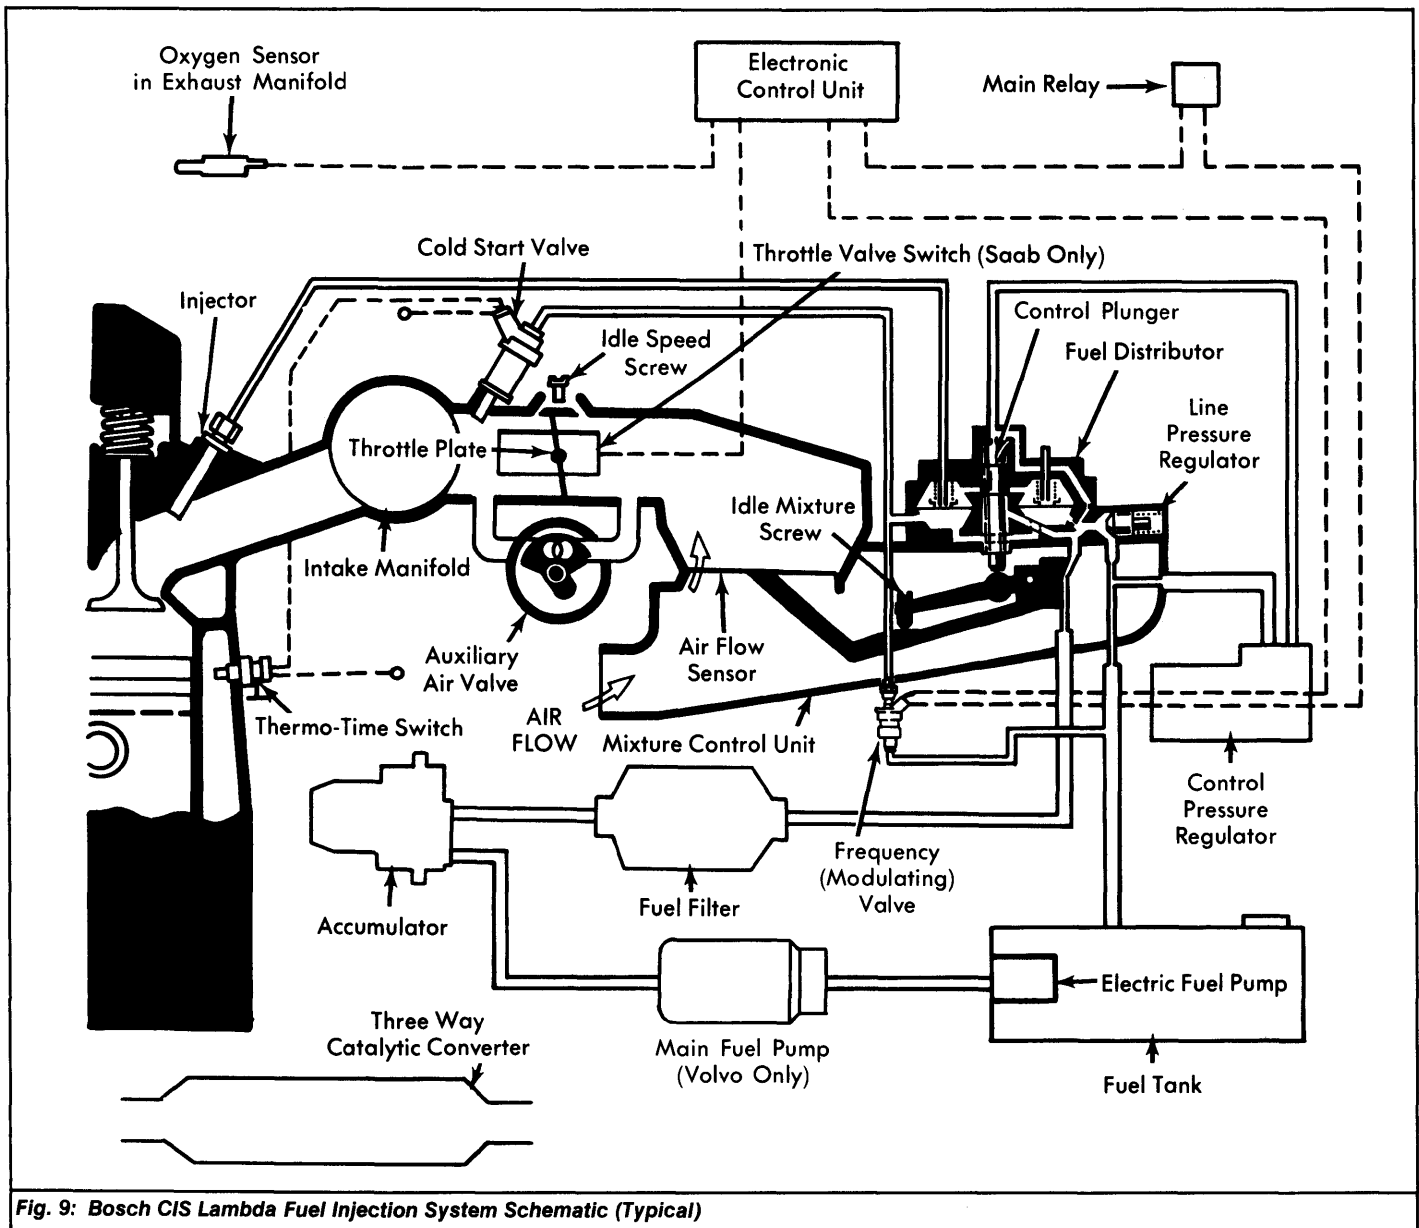 Oxygen Sensor
in Exhaust Manifold
Electronic
Control Unit
Main Relay
Cold Start Valve
Throttle Valve Switch (Saab Only)
Injector
Control Plunger
Idle Speed
Screw
Fuel Distributor
Line
Pressure
Regulator
Throttle Plate
Idle Mixture
Screw
Intake Manifold
Auxiliary
Air Valve
Air Flow
Sensor
Thermo-Time Switch
AIR
FLOW
Mixture Control Unit
Control
Pressure
Regulator
Frequency
(Modulating)
Valve
Accumulator
Fuel Filter
Electric Fuel Pump
Three Way
Catalytic Converter
Main Fuel Pump
(Volvo Only)
Fuel Tank
Fig. 9: Bosch CIS Lambda Fuel Injection System Schematic (Typical)